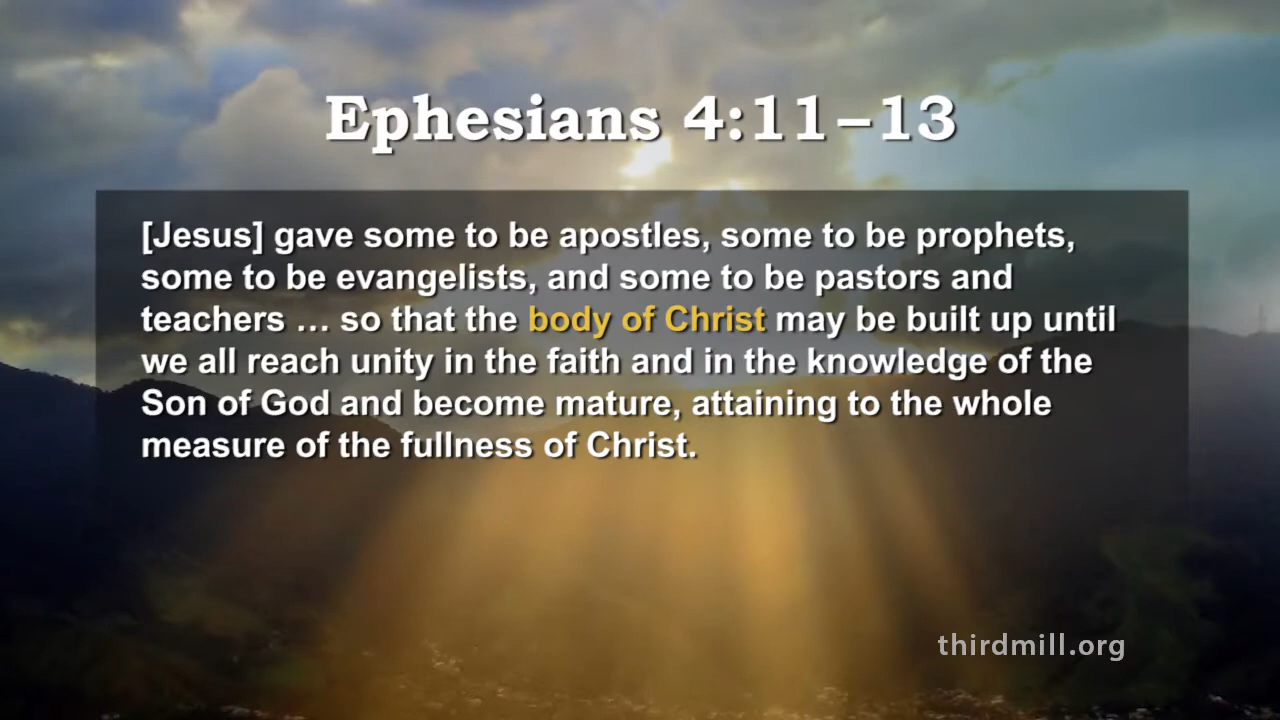 Ephesians 4:11–13
[Jesus] gave some to be apostles, some to be prophets,
some to be evangelists, and some to be pastors and
teachers … so that the body of Christ may be built up until
we all reach unity in the faith and in the knowledge of the
Son of God and become mature, attaining to the whole
measure of the fullness of Christ.
thirdmill.org